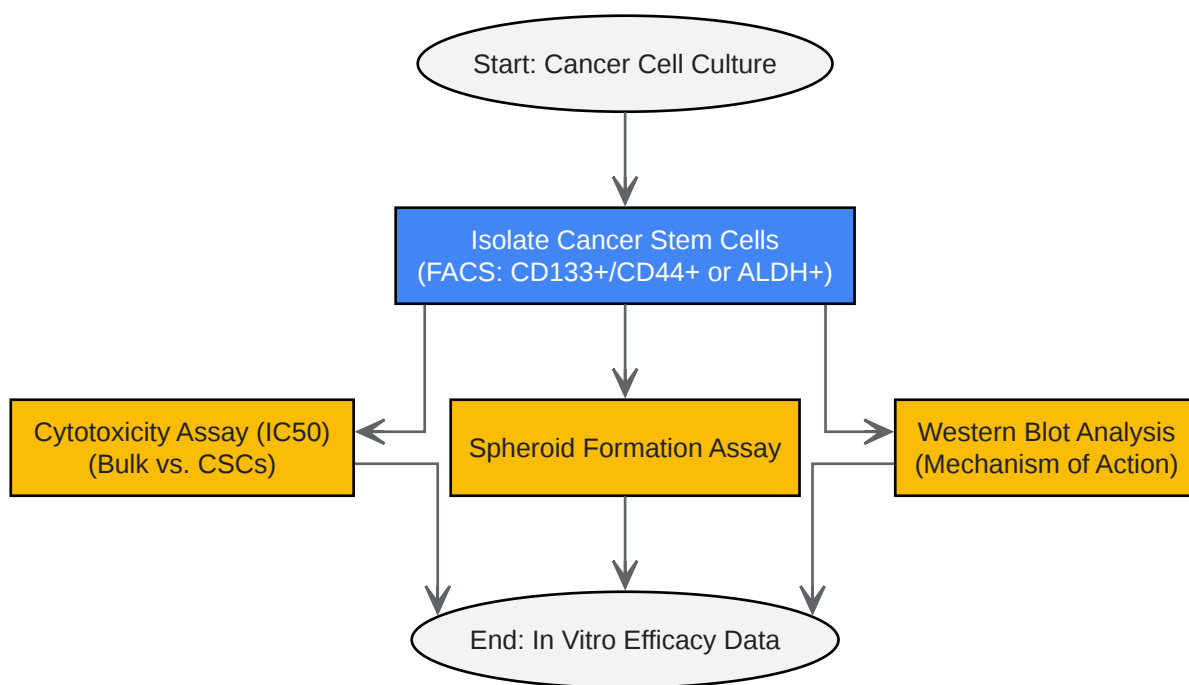 Start: Cancer Cell Culture
Isolate Cancer Stem Cells
(FACS: CD133+/CD44+ or ALDH+)
Cytotoxicity Assay (IC50)
(Bulk vs. CSCs)
Spheroid Formation Assay
Western Blot Analysis
(Mechanism of Action)
End: In Vitro Efficacy Data